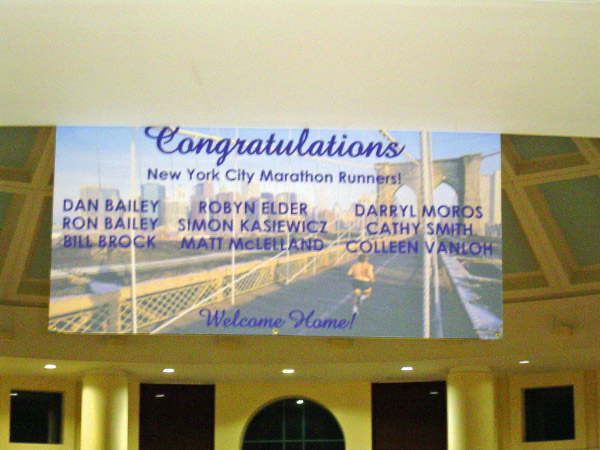 Congratulations
New York City Marathon Runners!
DAN BAILEY ROBYN ELDER DARRYL MOROS
RON BAILEY SIMON KASIEWICZ CATHY SMITH
BILL BROCK MATT McLELLAND COLLEEN VANLOH
Welcome Home!